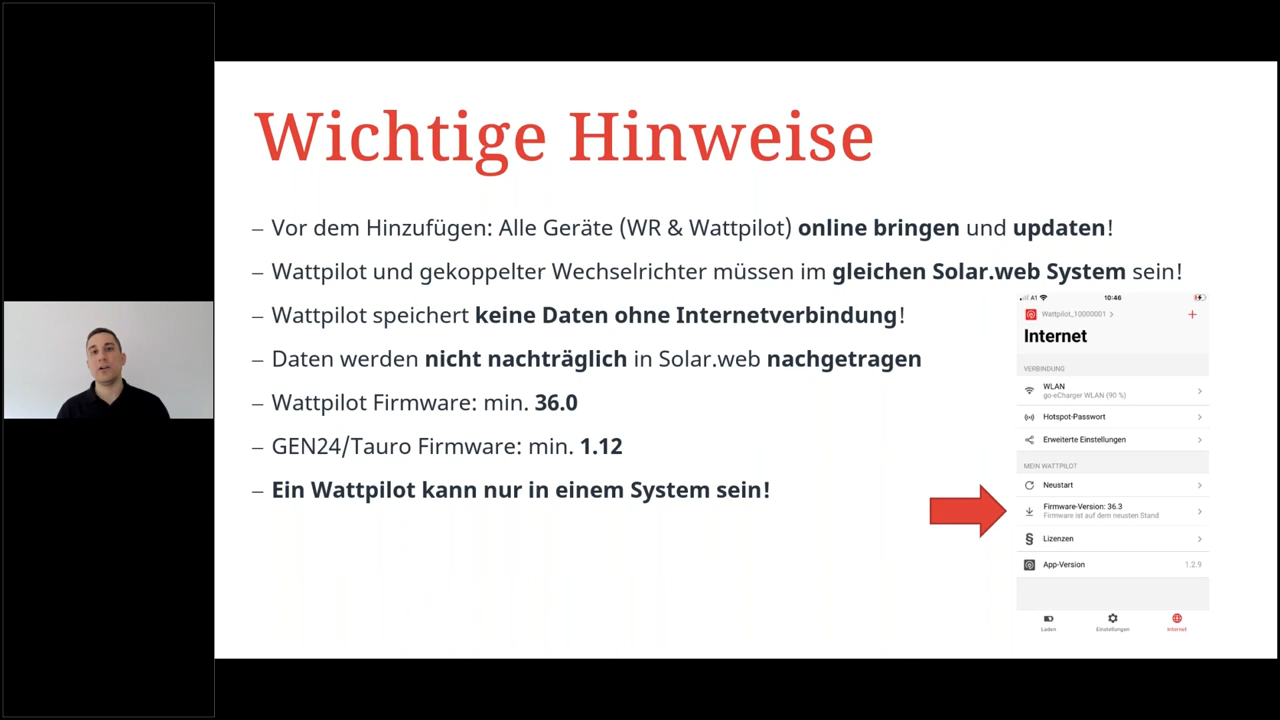 Wichtige Hinweise
– Vor dem Hinzufügen: Alle Geräte (WR & Wattpilot) online bringen und updaten!
– Wattpilot und gekoppelter Wechselrichter müssen im gleichen Solar.web System sein!
– Wattpilot speichert keine Daten ohne Internetverbindung!
– Daten werden nicht nachträglich in Solar.web nachgetragen
– Wattpilot Firmware: min. 36.0
– GEN24/Tauro Firmware: min. 1.12
– Ein Wattpilot kann nur in einem System sein!
A1 10:46
Wattpilot_10000001 >
Internet
VERBINDUNG
WLAN
go-eCharger WLAN (90 %)
Hotspot-Passwort
Erweiterte Einstellungen
MEIN WATTPILOT
Neustart
Firmware-Version: 36.3
Firmware ist auf dem neusten Stand
§ Lizenzen
App-Version 1.2.9
Laden Einstellungen Internet